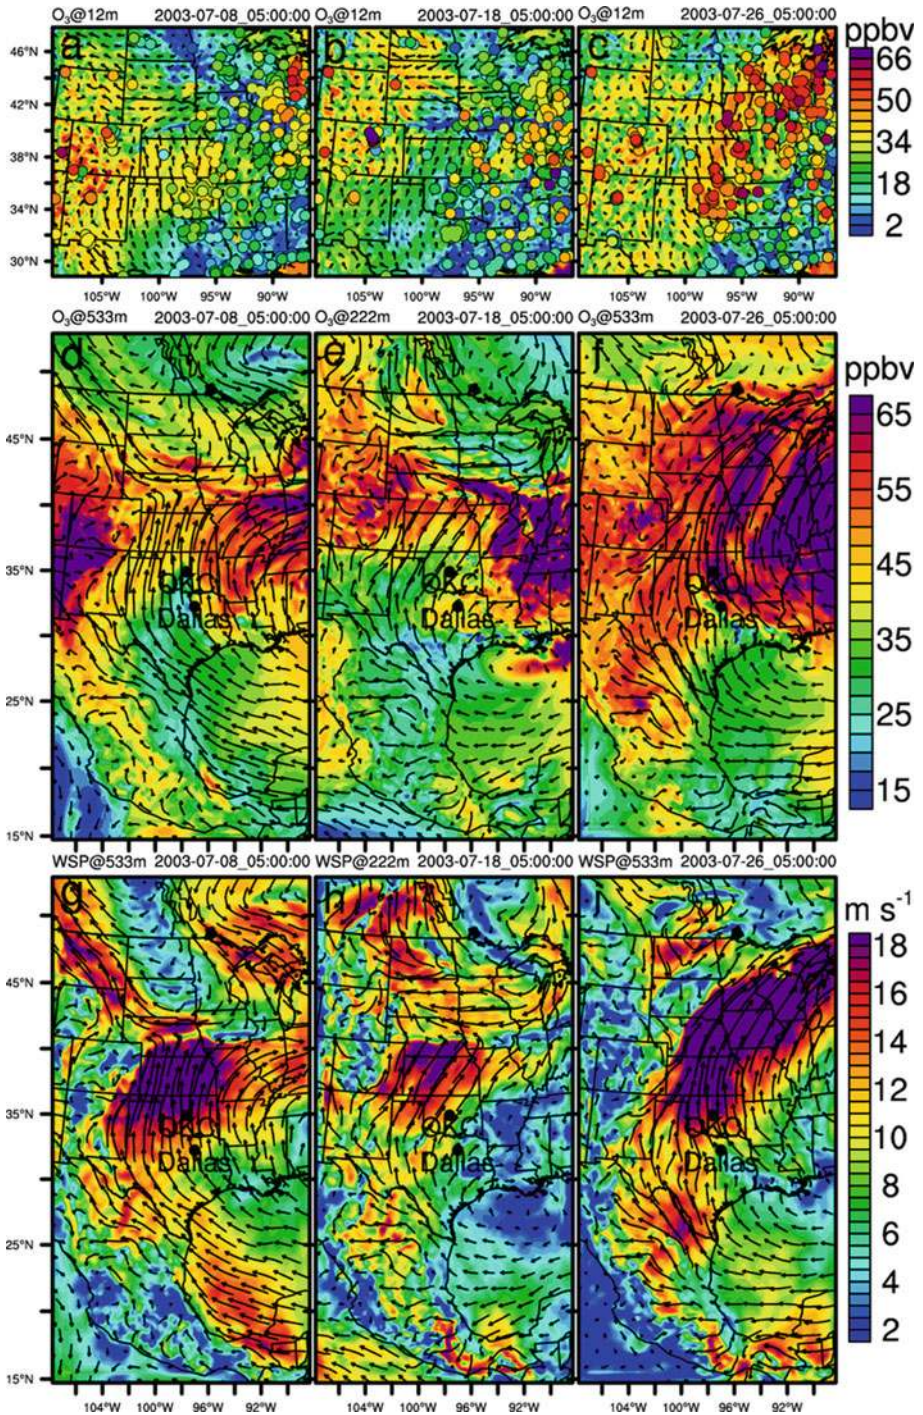 O₃@12m 2003-07-08_05:00:00 O₃@12m 2003-07-18_05:00:00 O₃@12m 2003-07-26_05:00:00
ppbv
a b c
46°N
42°N
38°N
34°N
30°N
66
50
34
18
2
105°W 100°W 95°W 90°W 105°W 100°W 95°W 90°W 105°W 100°W 95°W 90°W
O₃@533m 2003-07-08_05:00:00 O₃@222m 2003-07-18_05:00:00 O₃@533m 2003-07-26_05:00:00
d e f
ppbv
45°N
35°N
25°N
15°N
OKC OKC OKC
Dallas Dallas Dallas
65
55
45
35
25
15
WSP@533m 2003-07-08_05:00:00 WSP@222m 2003-07-18_05:00:00 WSP@533m 2003-07-26_05:00:00
g h i
m s⁻¹
45°N
35°N
25°N
15°N
OKC OKC OKC
Dallas Dallas Dallas
18
16
14
12
10
8
6
4
2
104°W 100°W 96°W 92°W 104°W 100°W 96°W 92°W 104°W 100°W 96°W 92°W